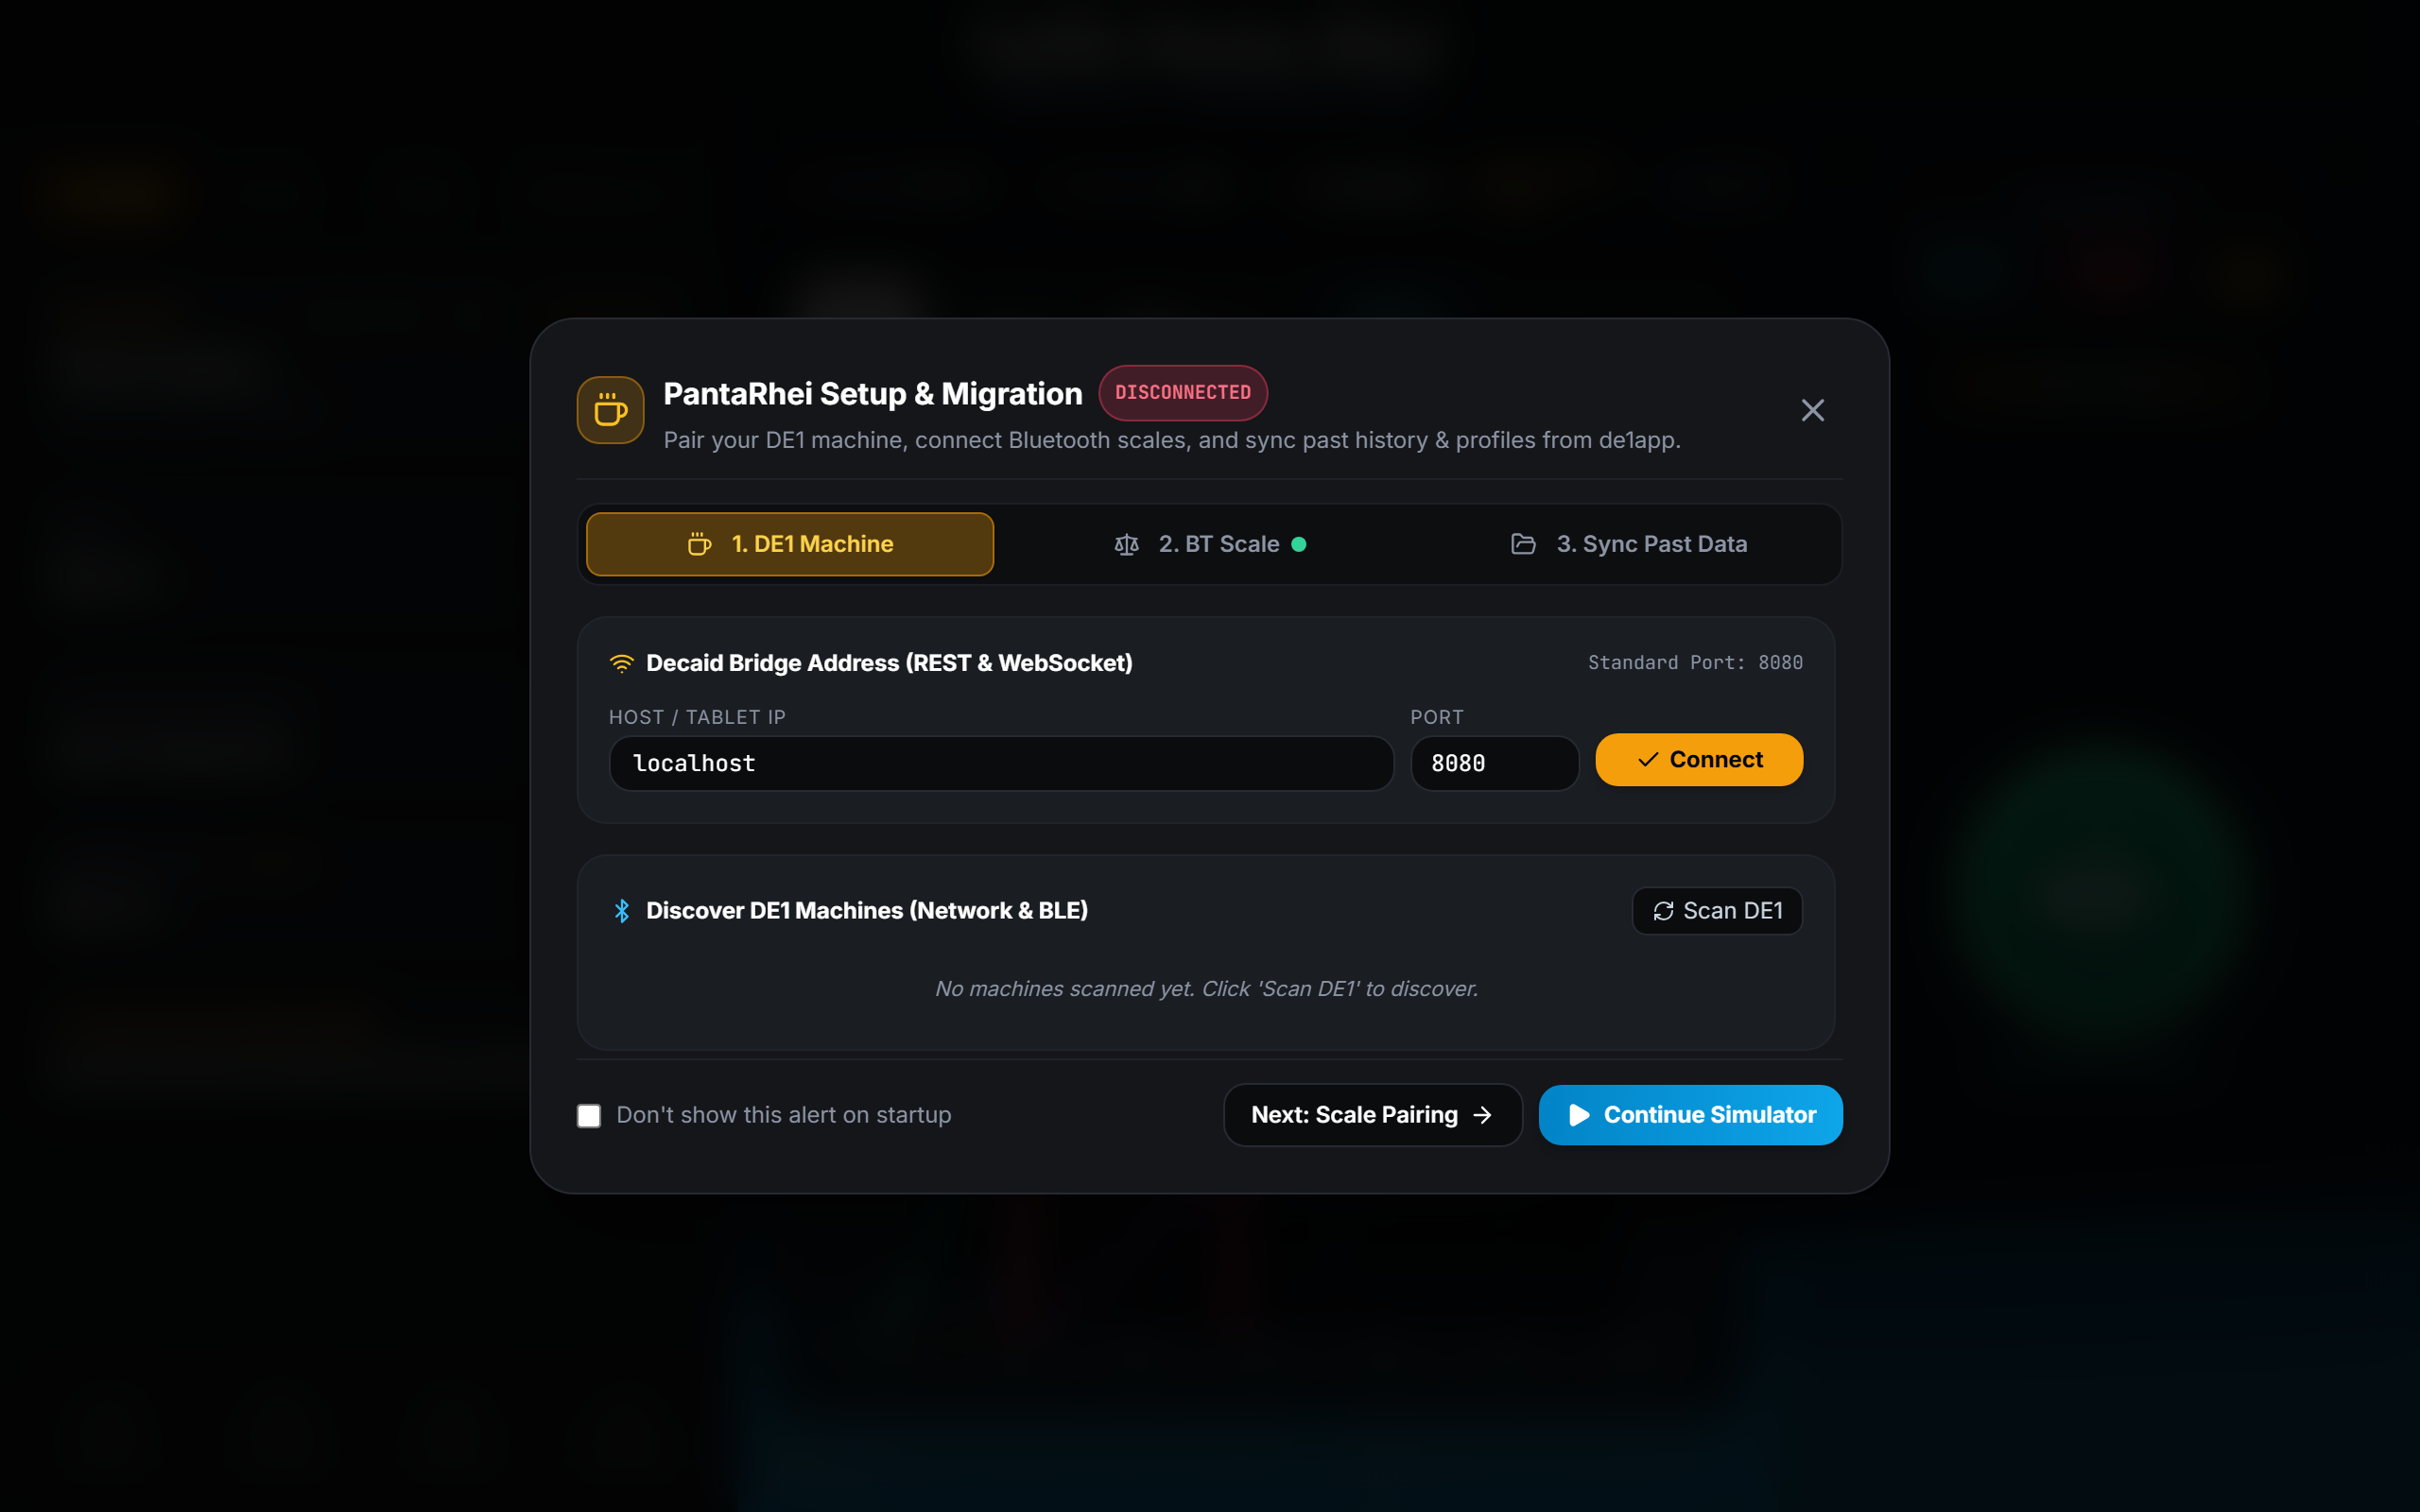 PantaRhei Setup & Migration DISCONNECTED
Pair your DE1 machine, connect Bluetooth scales, and sync past history & profiles from de1app.
1. DE1 Machine 2. BT Scale 3. Sync Past Data
Decaid Bridge Address (REST & WebSocket) Standard Port: 8080
HOST / TABLET IP PORT
localhost 8080 Connect
Discover DE1 Machines (Network & BLE) Scan DE1
No machines scanned yet. Click 'Scan DE1' to discover.
Don't show this alert on startup Next: Scale Pairing → Continue Simulator